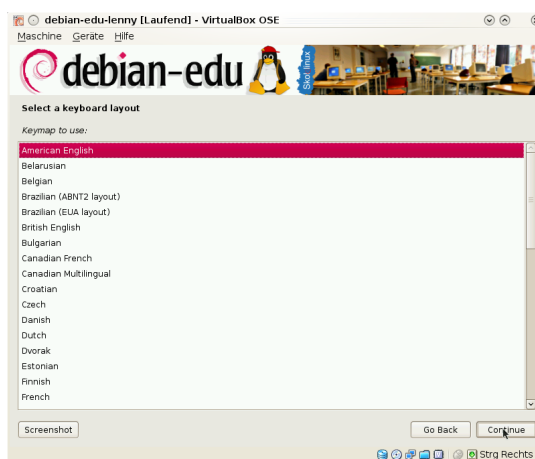 debian-edu-lenny [Laufend] - VirtualBox OSE
Maschine Geräte Hilfe
debian-edu
Skolelinux
Select a keyboard layout
Keymap to use:
American English
Belarusian
Belgian
Brazilian (ABNT2 layout)
Brazilian (EUA layout)
British English
Bulgarian
Canadian French
Canadian Multilingual
Croatian
Czech
Danish
Dutch
Dvorak
Estonian
Finnish
French
Screenshot
Go Back
Continue
Strg Rechts